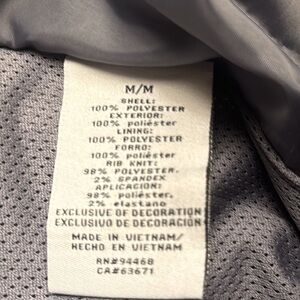 M/M
SHELL:
100% POLYESTER
EXTERIOR:
100% poliéster
LINING:
100% POLYESTER
FORRO:
100% poliéster
RIB KNIT:
98% POLYESTER,
2% SPANDEX
APLICACION:
98% poliéster,
2% elastano
EXCLUSIVE OF DECORATION
EXCLUSIVO DE DECORACIÓN
MADE IN VIETNAM/
HECHO EN VIETNAM
RN#94468
CA#63671